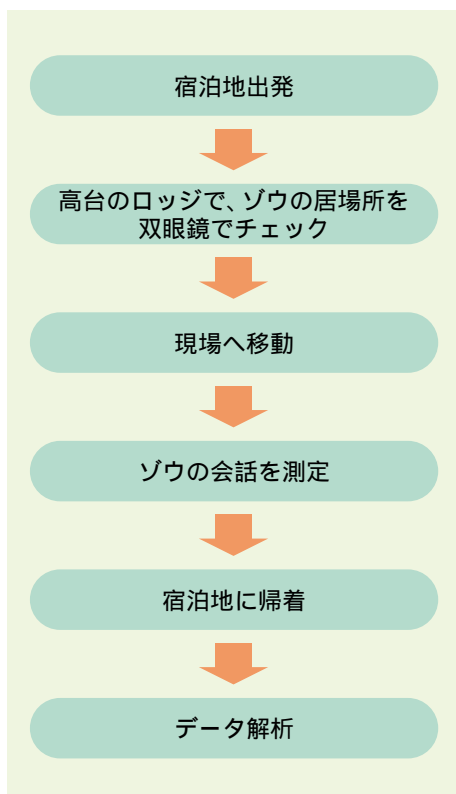 宿泊地出発
高台のロッジで、ゾウの居場所を
双眼鏡でチェック
現場へ移動
ゾウの会話を測定
宿泊地に帰着
データ解析